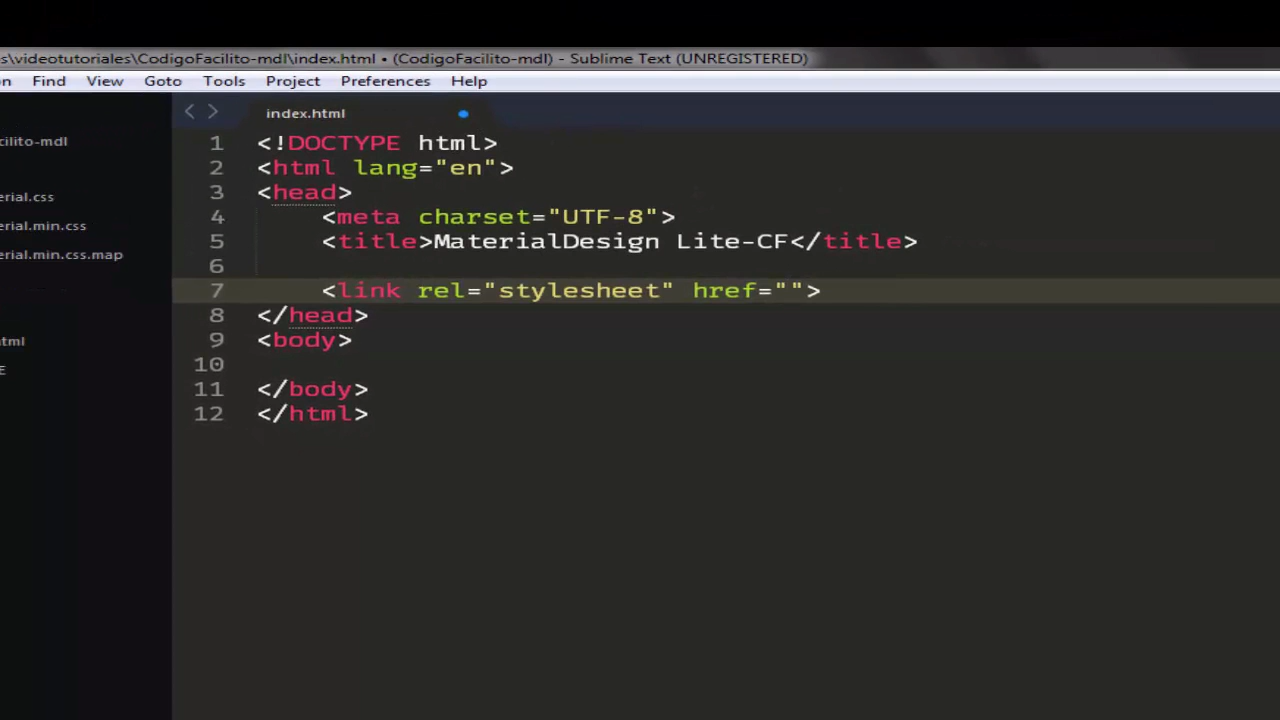 s\videotutoriales\CodigoFacilito-mdl\index.html • (CodigoFacilito-mdl) - Sublime Text (UNREGISTERED)
Find View Goto Tools Project Preferences Help
index.html
cilito-mdl
erial.css
erial.min.css
erial.min.css.map
tml
E
1 <!DOCTYPE html>
2 <html lang="en">
3 <head>
4 <meta charset="UTF-8">
5 <title>MaterialDesign Lite-CF</title>
6
7 <link rel="stylesheet" href="">
8 </head>
9 <body>
10
11 </body>
12 </html>